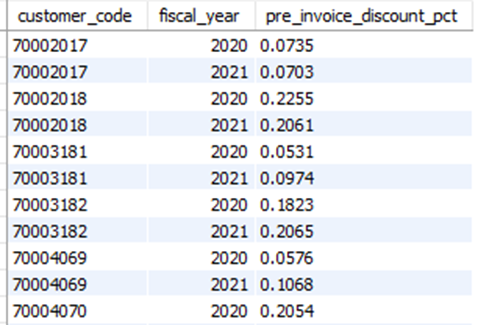 customer_code fiscal_year pre_invoice_discount_pct
70002017 2020 0.0735
70002017 2021 0.0703
70002018 2020 0.2255
70002018 2021 0.2061
70003181 2020 0.0531
70003181 2021 0.0974
70003182 2020 0.1823
70003182 2021 0.2065
70004069 2020 0.0576
70004069 2021 0.1068
70004070 2020 0.2054